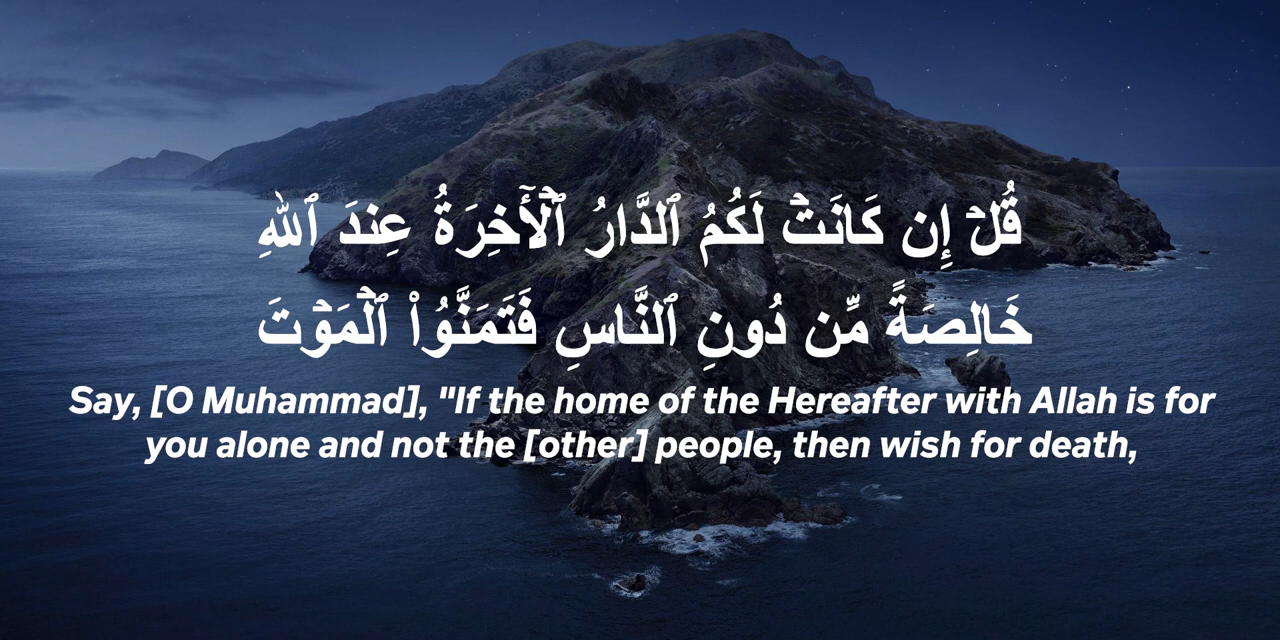 قُلۡ إِن كَانَتۡ لَكُمُ ٱلدَّارُ ٱلۡأٓخِرَةُ عِندَ ٱللَّهِ
خَالِصَةً مِّن دُونِ ٱلنَّاسِ فَتَمَنَّوُاْ ٱلۡمَوۡتَ
Say, [O Muhammad], "If the home of the Hereafter with Allah is for
you alone and not the [other] people, then wish for death,